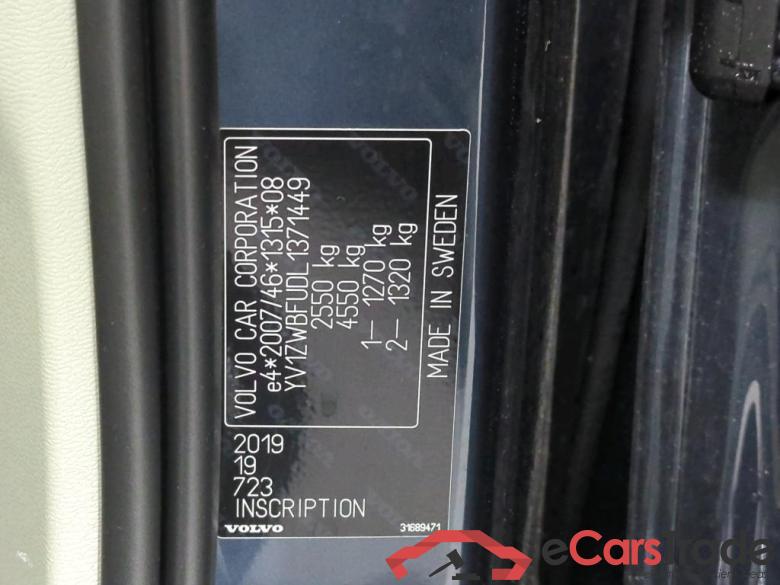 VOLVO CAR CORPORATION
e4*2007/46*1315*08
YV1ZWBFUDL1371449
2550 kg
4550 kg
1– 1270 kg
2– 1320 kg
MADE IN SWEDEN
2019
19
723
INSCRIPTION
VOLVO
31689471
eCarsTrade